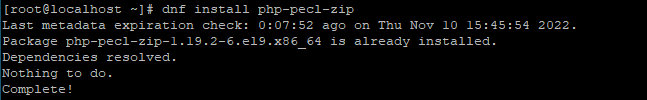 [root@localhost ~]# dnf install php-pecl-zip
Last metadata expiration check: 0:07:52 ago on Thu Nov 10 15:45:54 2022.
Package php-pecl-zip-1.19.2-6.el9.x86_64 is already installed.
Dependencies resolved.
Nothing to do.
Complete!